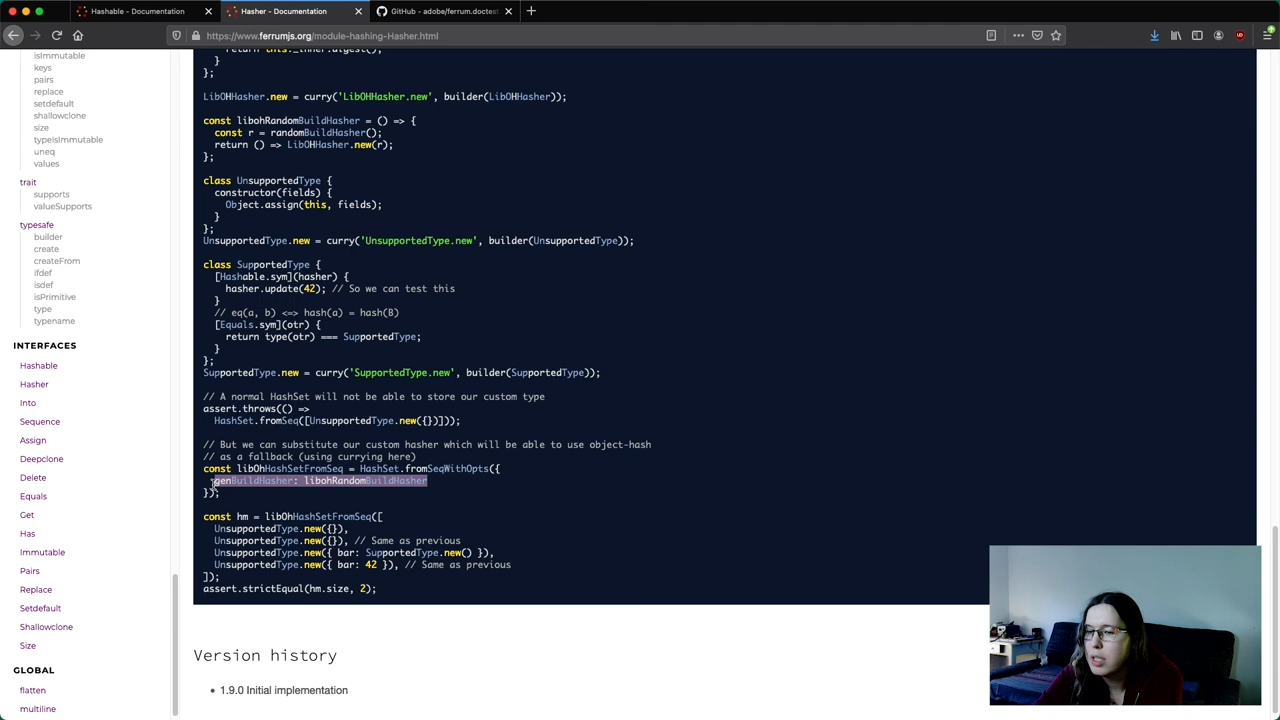 Hashable - Documentation
Hasher - Documentation
GitHub - adobe/ferrum.doctest
https://www.ferrumjs.org/module-hashing-Hasher.html
isImmutable
keys
pairs
replace
setdefault
shallowclone
size
typeIsImmutable
uneq
values
trait
supports
valueSupports
typesafe
builder
create
createFrom
ifdef
isdef
isPrimitive
type
typename
INTERFACES
Hashable
Hasher
Into
Sequence
Assign
Deepclone
Delete
Equals
Get
Has
Immutable
Pairs
Replace
Setdefault
Shallowclone
Size
GLOBAL
flatten
multiline
return this._inner.digest();
}
};
LibOHHasher.new = curry('LibOHHasher.new', builder(LibOHHasher));
const libohRandomBuildHasher = () => {
const r = randomBuildHasher();
return () => LibOHHasher.new(r);
};
class UnsupportedType {
constructor(fields) {
Object.assign(this, fields);
}
};
UnsupportedType.new = curry('UnsupportedType.new', builder(UnsupportedType));
class SupportedType {
[Hashable.sym](hasher) {
hasher.update(42); // So we can test this
}
// eq(a, b) <=> hash(a) = hash(B)
[Equals.sym](otr) {
return type(otr) === SupportedType;
}
};
SupportedType.new = curry('SupportedType.new', builder(SupportedType));
// A normal HashSet will not be able to store our custom type
assert.throws(() =>
HashSet.fromSeq([UnsupportedType.new({})]));
// But we can substitute our custom hasher which will be able to use object-hash
// as a fallback (using currying here)
const libOhHashSetFromSeq = HashSet.fromSeqWithOpts({
genBuildHasher: libohRandomBuildHasher
});
const hm = libOhHashSetFromSeq([
UnsupportedType.new({}),
UnsupportedType.new({}), // Same as previous
UnsupportedType.new({ bar: SupportedType.new() }),
UnsupportedType.new({ bar: 42 }), // Same as previous
]);
assert.strictEqual(hm.size, 2);
Version history
1.9.0 Initial implementation